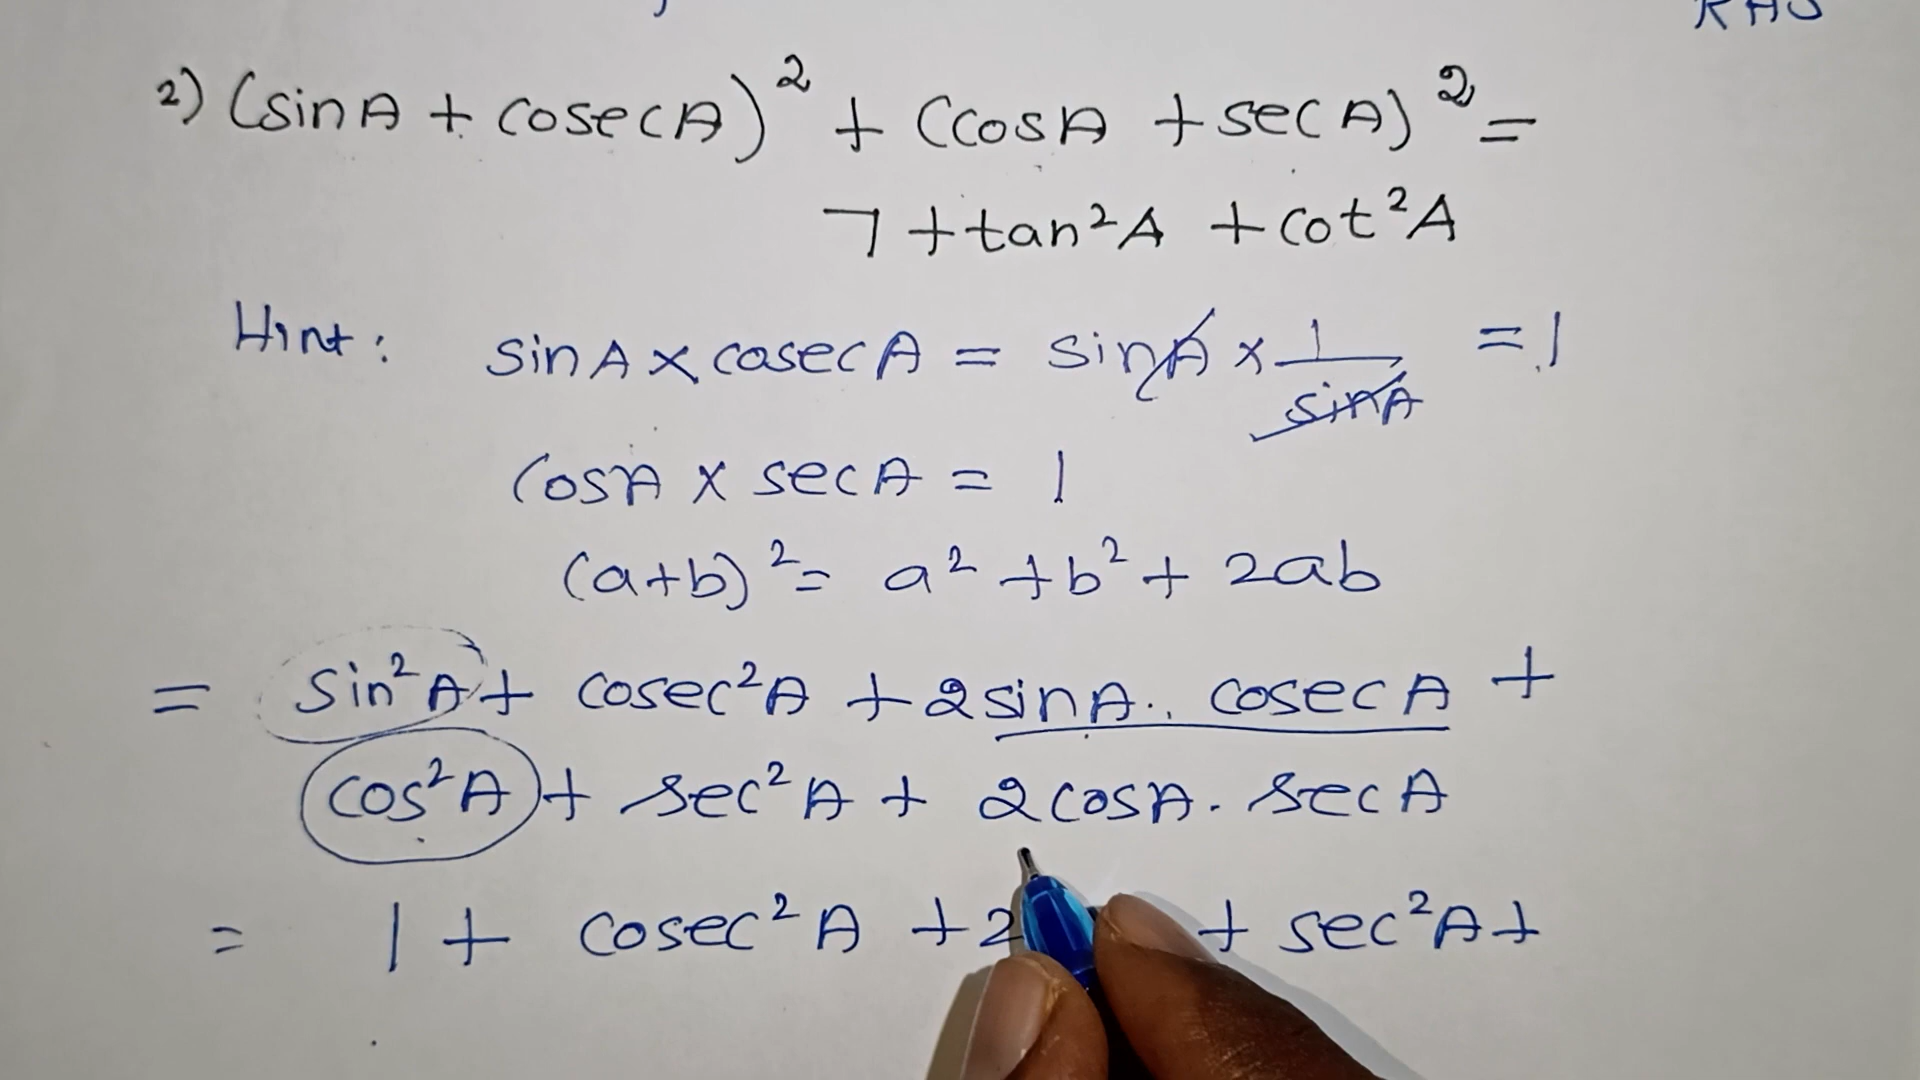 2) (sinA + cosecA)² + (cosA + secA)² =
7 + tan²A + cot²A
Hint: sinA × cosecA = sinA × 1/sinA = 1
cosA × secA = 1
(a+b)² = a² + b² + 2ab
= sin²A + cosec²A + 2sinA . cosecA +
cos²A + sec²A + 2cosA . secA
= 1 + cosec²A + 2 + sec²A +